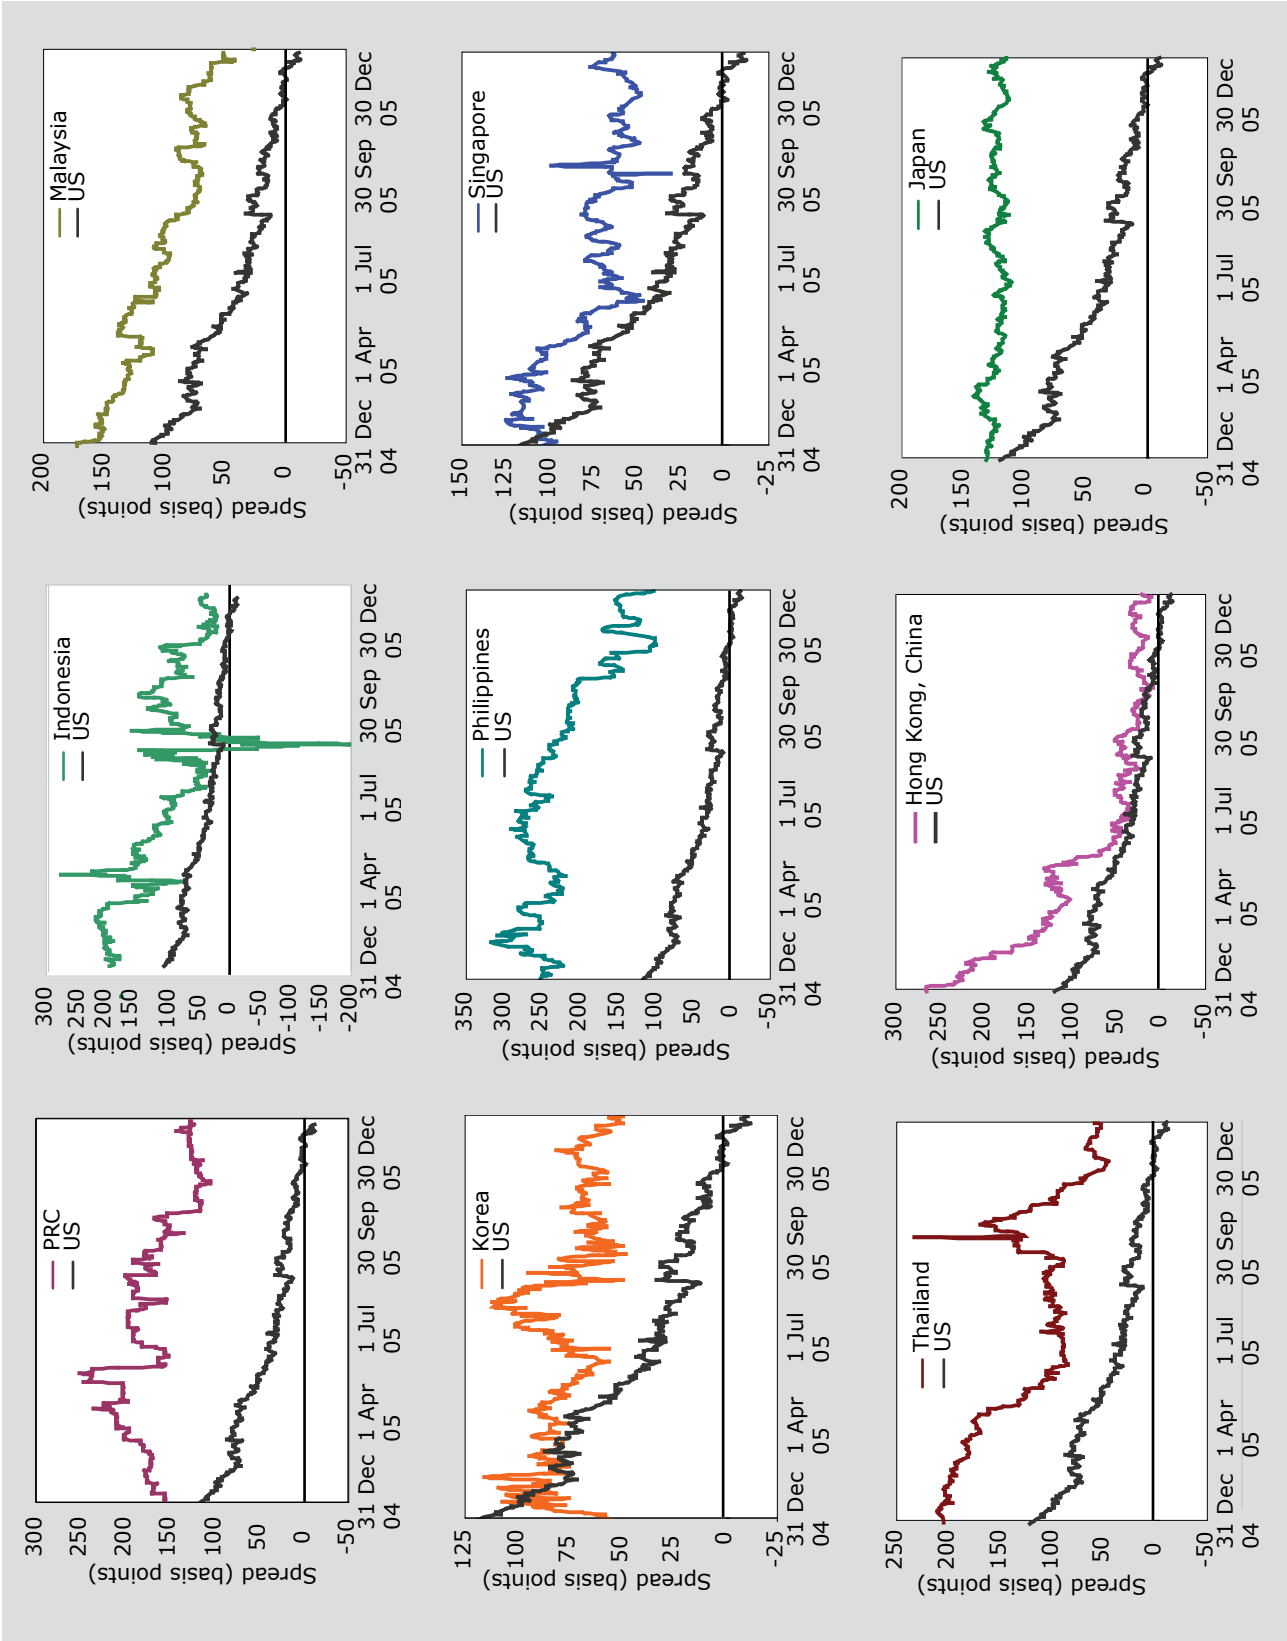 PRC
US
300
250
200
150
100
50
0
-50
Spread (basis points)
31 Dec 1 Apr 1 Jul 30 Sep 30 Dec
04 05 05 05 05
Indonesia
US
300
200
150
100
50
0
-50
-100
-200
Spread (basis points)
31 Dec 1 Apr 1 Jul 30 Sep 30 Dec
04 05 05 05 05
Malaysia
US
200
150
100
50
0
-50
Spread (basis points)
31 Dec 1 Apr 1 Jul 30 Sep 30 Dec
04 05 05 05 05
Korea
US
125
100
75
50
25
0
-25
Spread (basis points)
31 Dec 1 Apr 1 Jul 30 Sep 30 Dec
04 05 05 05 05
Philippines
US
350
300
250
200
150
100
50
0
-50
Spread (basis points)
31 Dec 1 Apr 1 Jul 30 Sep 30 Dec
04 05 05 05 05
Singapore
US
150
125
100
75
50
25
0
-25
Spread (basis points)
31 Dec 1 Apr 1 Jul 30 Sep 30 Dec
04 05 05 05 05
Thailand
US
250
200
150
100
50
0
-50
Spread (basis points)
31 Dec 1 Apr 1 Jul 30 Sep 30 Dec
04 05 05 05 05
Hong Kong, China
US
300
250
200
150
100
50
0
-50
Spread (basis points)
31 Dec 1 Apr 1 Jul 30 Sep 30 Dec
04 05 05 05 05
Japan
US
200
150
100
50
0
-50
Spread (basis points)
31 Dec 1 Apr 1 Jul 30 Sep 30 Dec
04 05 05 05 05